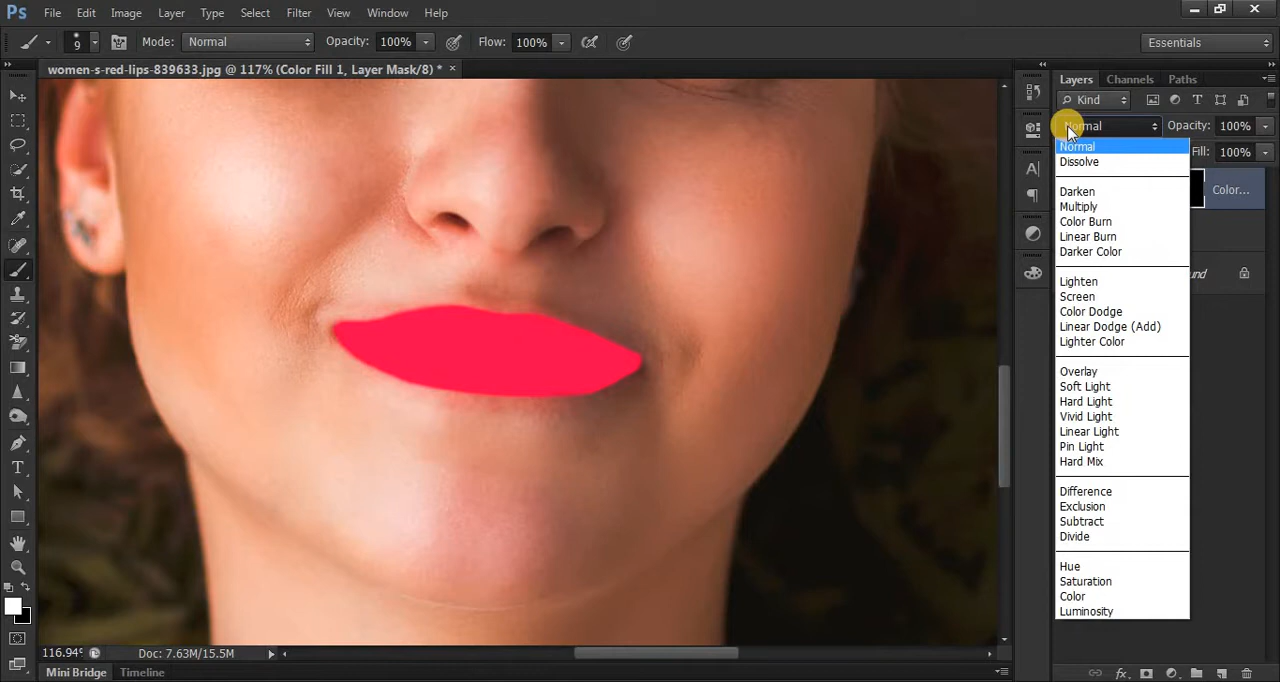 Ps File Edit Image Layer Type Select Filter View Window Help
9 Mode: Normal Opacity: 100% Flow: 100% Essentials
women-s-red-lips-839633.jpg @ 117% (Color Fill 1, Layer Mask/8) * ×
Layers Channels Paths
Kind T
Normal Opacity: 100%
Normal Fill: 100%
Dissolve
Darken Color...
Multiply
Color Burn
Linear Burn
Darker Color
Lighten
Screen
Color Dodge
Linear Dodge (Add)
Lighter Color
Overlay
Soft Light
Hard Light
Vivid Light
Linear Light
Pin Light
Hard Mix
Difference
Exclusion
Subtract
Divide
Hue
Saturation
Color
Luminosity
116.94% Doc: 7.63M/15.5M
Mini Bridge Timeline